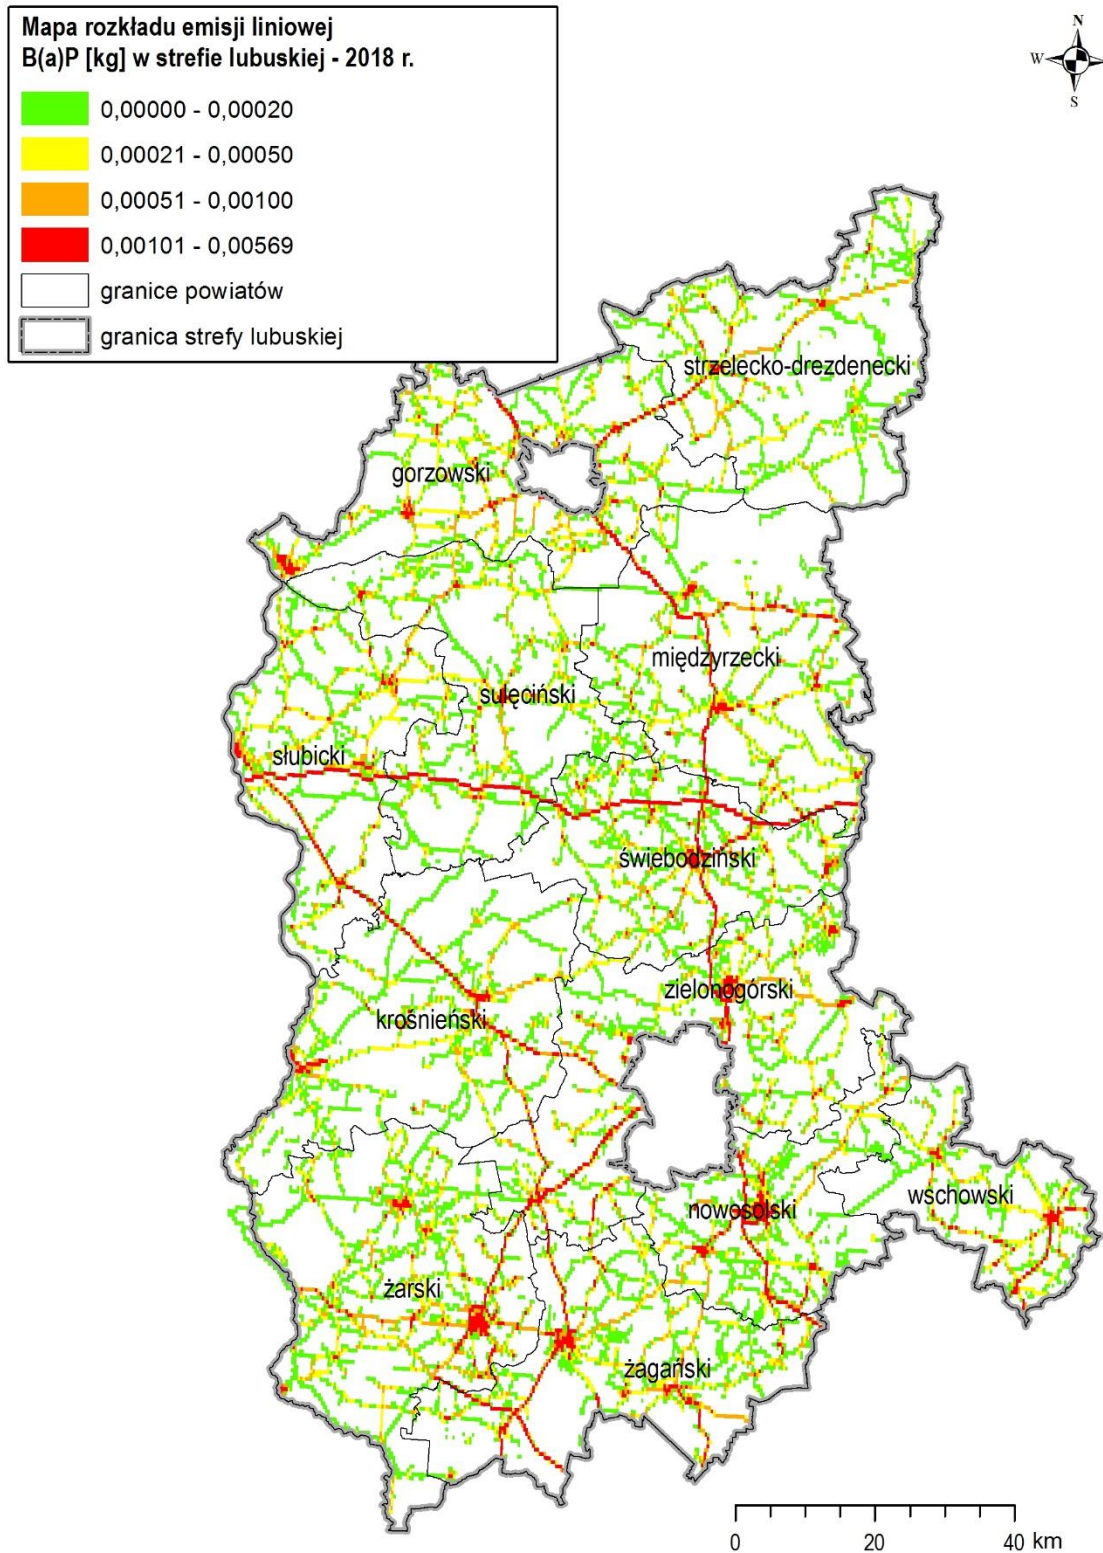 Mapa rozkładu emisji liniowej
B(a)P [kg] w strefie lubuskiej - 2018 r.
0,00000 - 0,00020
0,00021 - 0,00050
0,00051 - 0,00100
0,00101 - 0,00569
granice powiatów
granica strefy lubuskiej
N
W
S
strzelecko-drezdenecki
gorzowski
międzyrzecki
sulęciński
słubicki
świebodziński
zielonogórski
krośnieński
wschowski
nowosolski
żarski
żagański
0 20 40 km